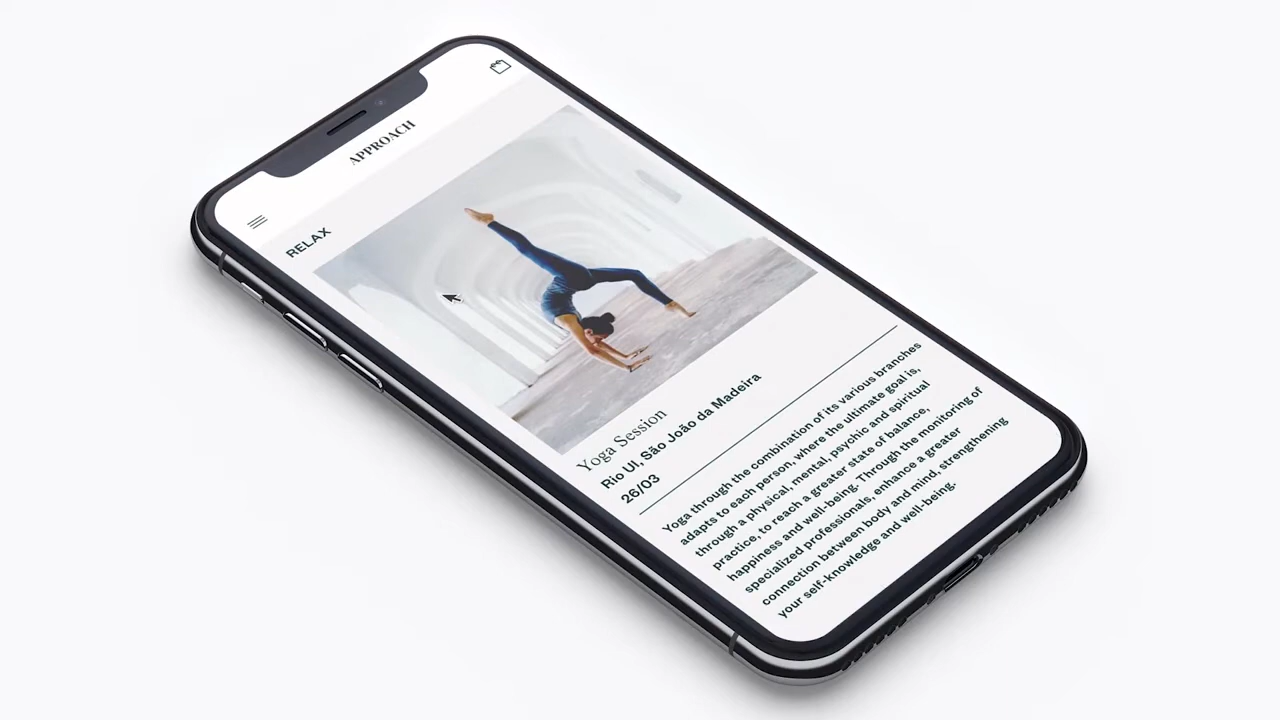 APPROACH
RELAX
Yoga Session
Rio Ul, São João da Madeira
26/03
Yoga through the combination of its various branches
adapts to each person, where the ultimate goal is,
through a physical, mental, psychic and spiritual
practice, to reach a greater state of balance,
happiness and well-being. Through the monitoring of
specialized professionals, enhance a greater
connection between body and mind, strengthening
your self-knowledge and well-being.